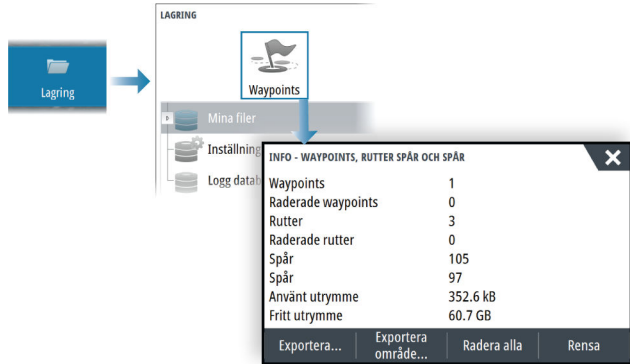 LAGRING
Lagring
Waypoints
Mina filer
Inställning
Logg datab
INFO - WAYPOINTS, RUTTER SPÅR OCH SPÅR
Waypoints 1
Raderade waypoints 0
Rutter 3
Raderade rutter 0
Spår 105
Spår 97
Använt utrymme 352.6 kB
Fritt utrymme 60.7 GB
Exportera...
Exportera
område...
Radera alla
Rensa